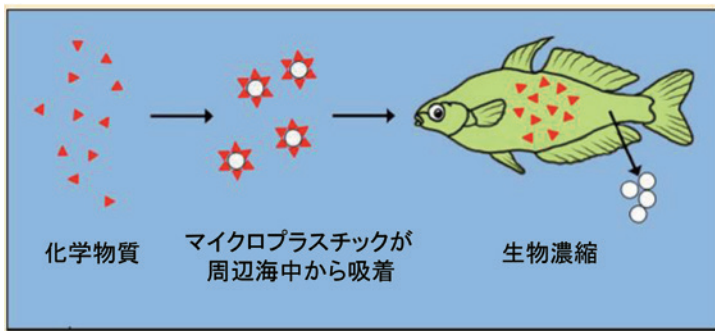 化学物質
マイクロプラスチックが
周辺海中から吸着
生物濃縮